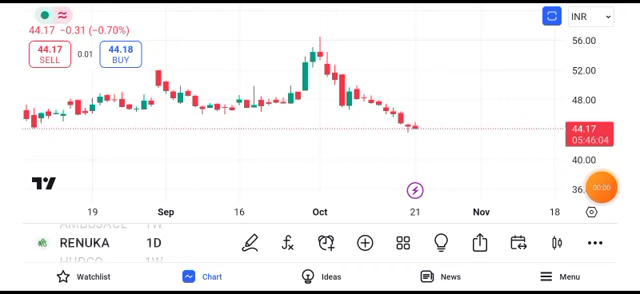 INR
44.17 −0.31 (−0.70%)
44.17 SELL 0.01 44.18 BUY
56.00
52.00
48.00
44.17
05:46:04
40.00
36.
00:00
19 Sep 16 Oct 21 Nov 18
RENUKA 1D
Watchlist Chart Ideas News Menu